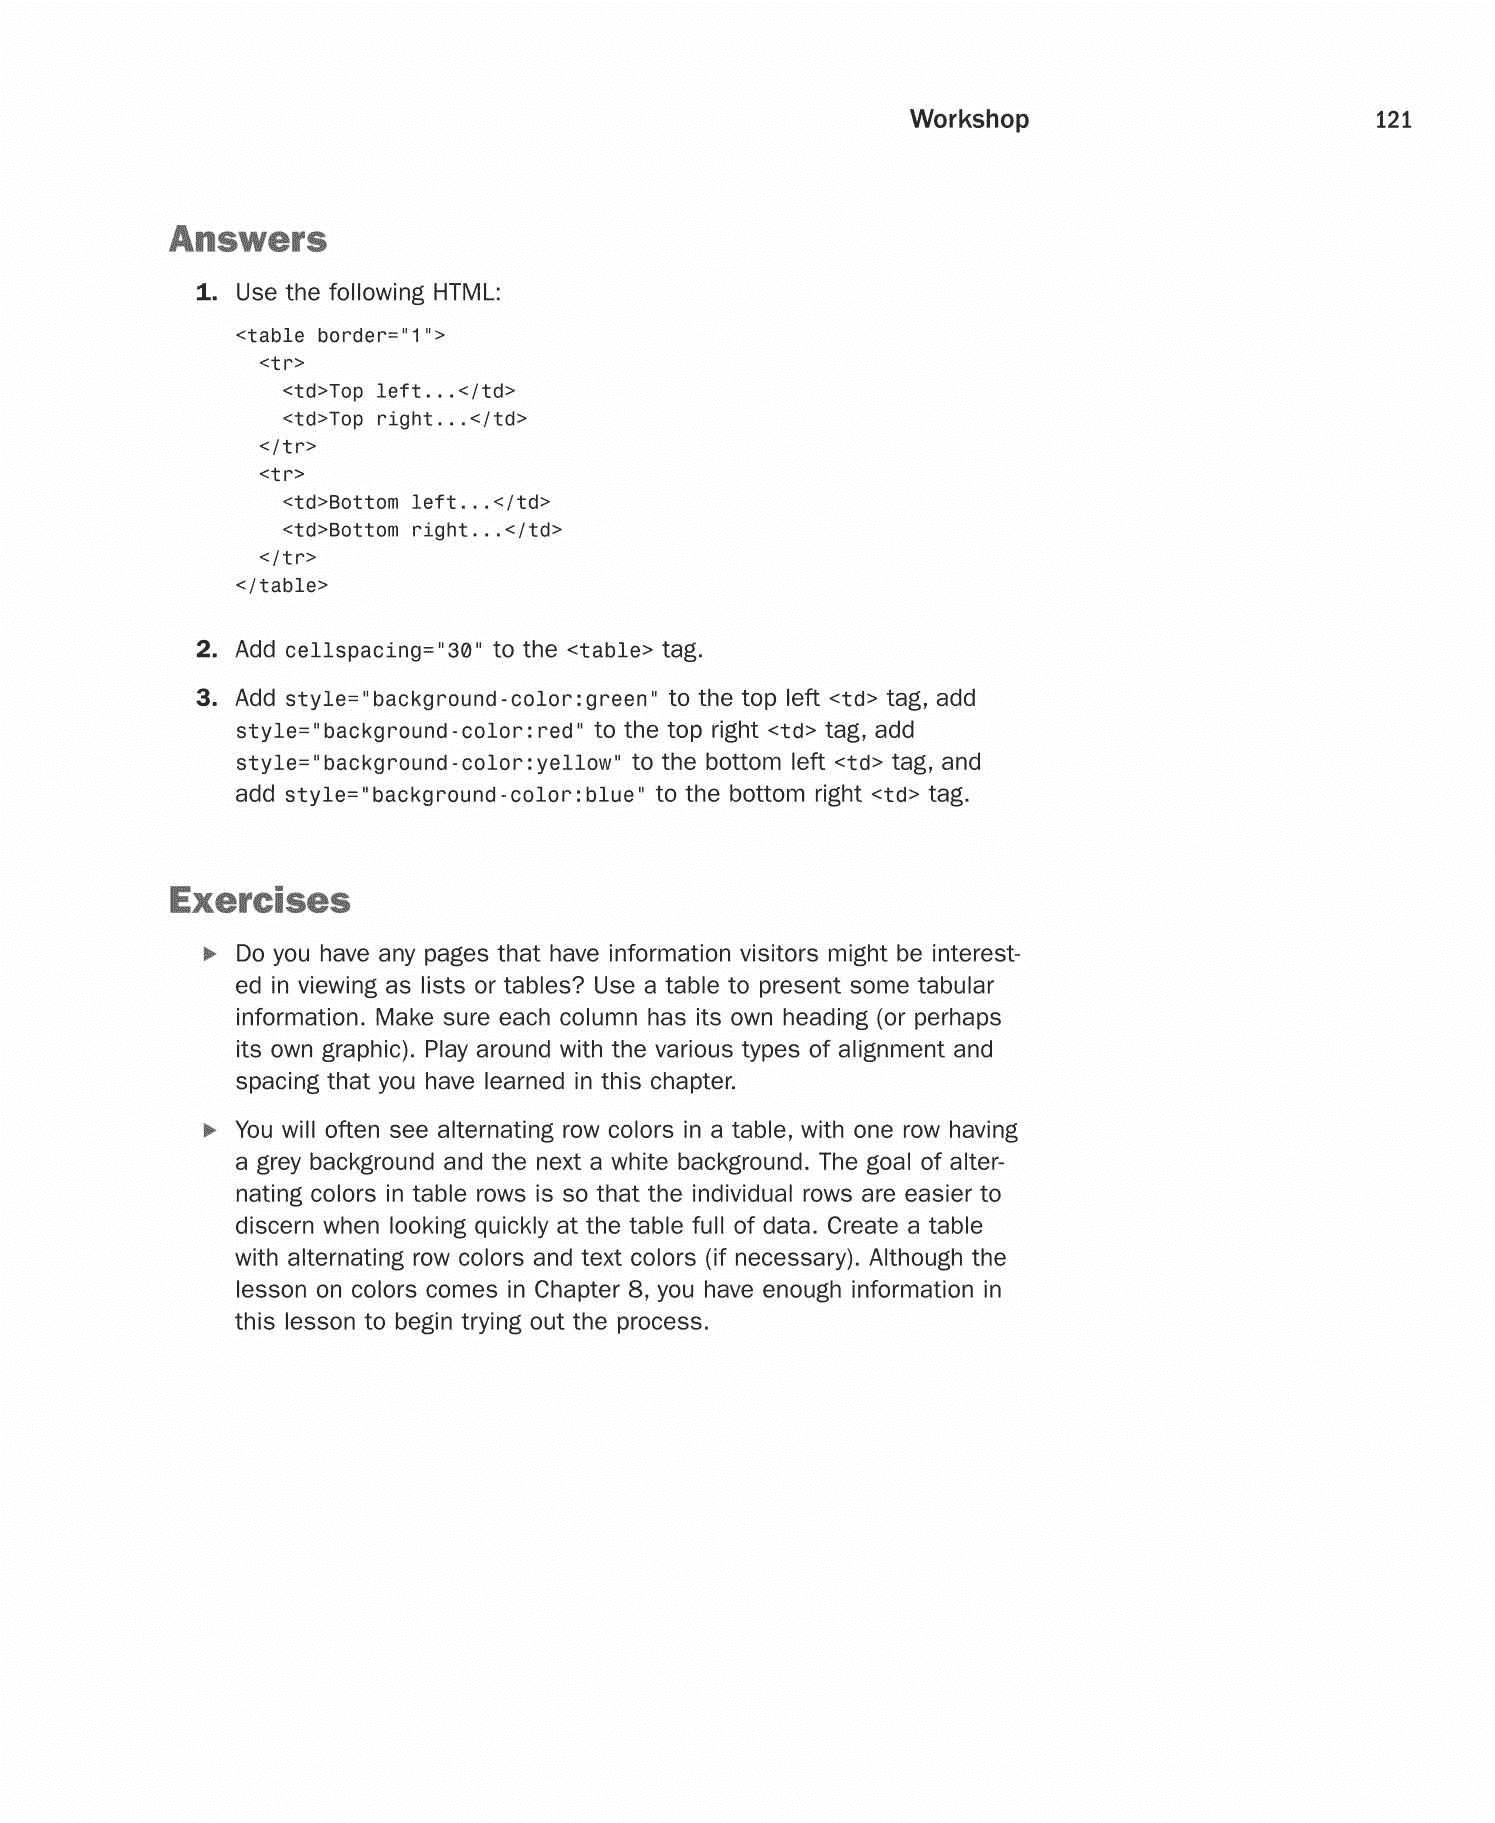 Workshop 121
Answers
1. Use the following HTML:
<table border="1">
  <tr>
    <td>Top left...</td>
    <td>Top right...</td>
  </tr>
  <tr>
    <td>Bottom left...</td>
    <td>Bottom right...</td>
  </tr>
</table>
2. Add cellspacing="30" to the <table> tag.
3. Add style="background-color:green" to the top left <td> tag, add
style="background-color:red" to the top right <td> tag, add
style="background-color:yellow" to the bottom left <td> tag, and
add style="background-color:blue" to the bottom right <td> tag.
Exercises
▶ Do you have any pages that have information visitors might be interest-
ed in viewing as lists or tables? Use a table to present some tabular
information. Make sure each column has its own heading (or perhaps
its own graphic). Play around with the various types of alignment and
spacing that you have learned in this chapter.
▶ You will often see alternating row colors in a table, with one row having
a grey background and the next a white background. The goal of alter-
nating colors in table rows is so that the individual rows are easier to
discern when looking quickly at the table full of data. Create a table
with alternating row colors and text colors (if necessary). Although the
lesson on colors comes in Chapter 8, you have enough information in
this lesson to begin trying out the process.